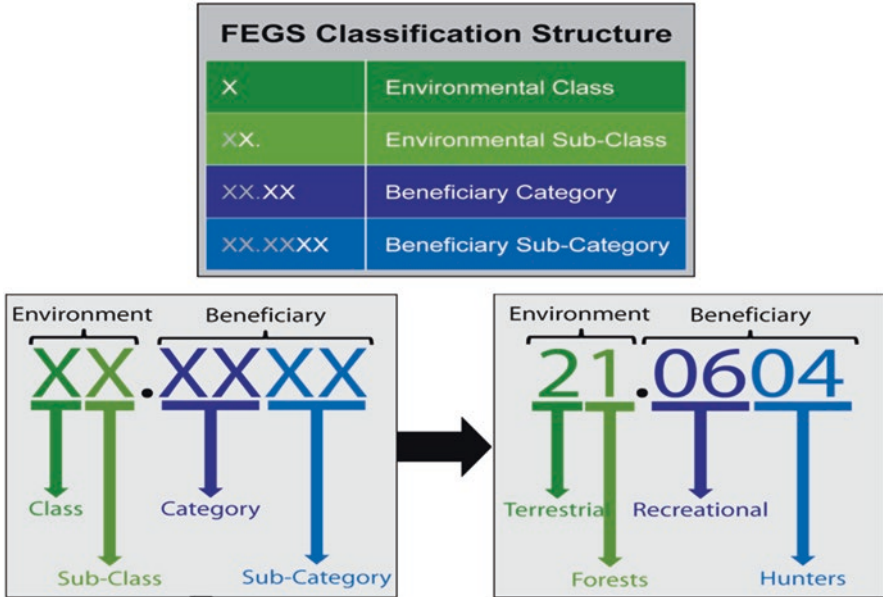 FEGS Classification Structure
X Environmental Class
XX. Environmental Sub-Class
XX.XX Beneficiary Category
XX.XXXX Beneficiary Sub-Category
Environment Beneficiary
XX.XXXX
Class Category
Sub-Class Sub-Category
Environment Beneficiary
21.0604
Terrestrial Recreational
Forests Hunters